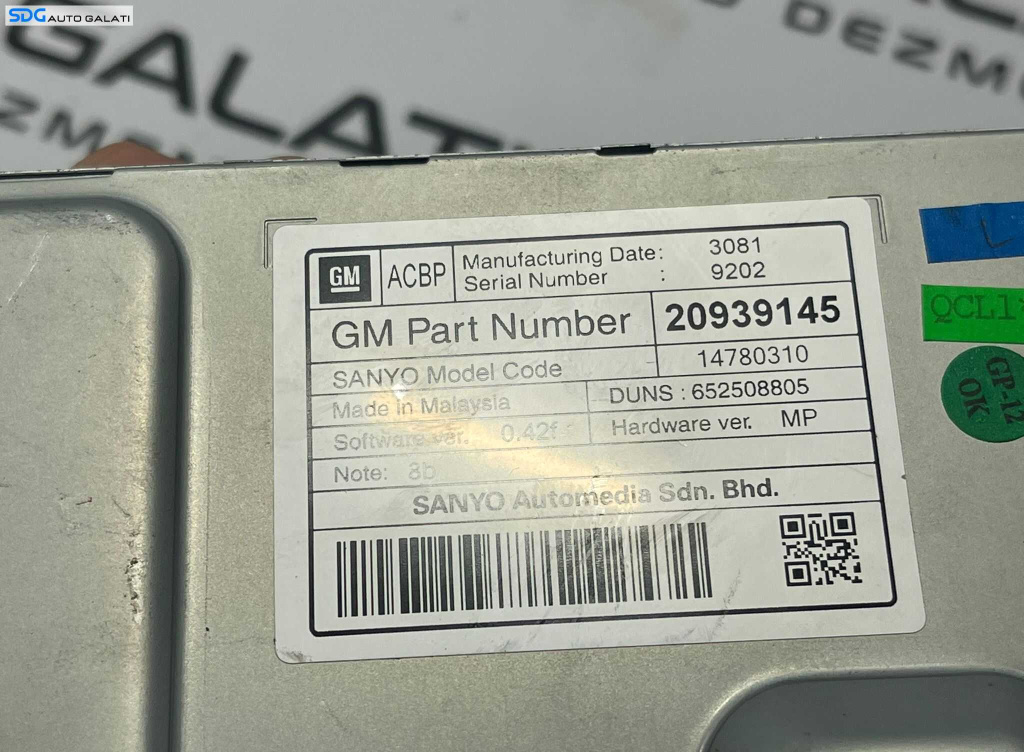 SDG AUTO GALATI
GALATI
DEZM
GM ACBP Manufacturing Date: 3081
Serial Number : 9202
GM Part Number 20939145
SANYO Model Code 14780310
Made in Malaysia DUNS : 652508805
Software ver. 0.42f Hardware ver. MP
Note: 8b
SANYO Automedia Sdn. Bhd.
L
QCL1
GP-12
OK